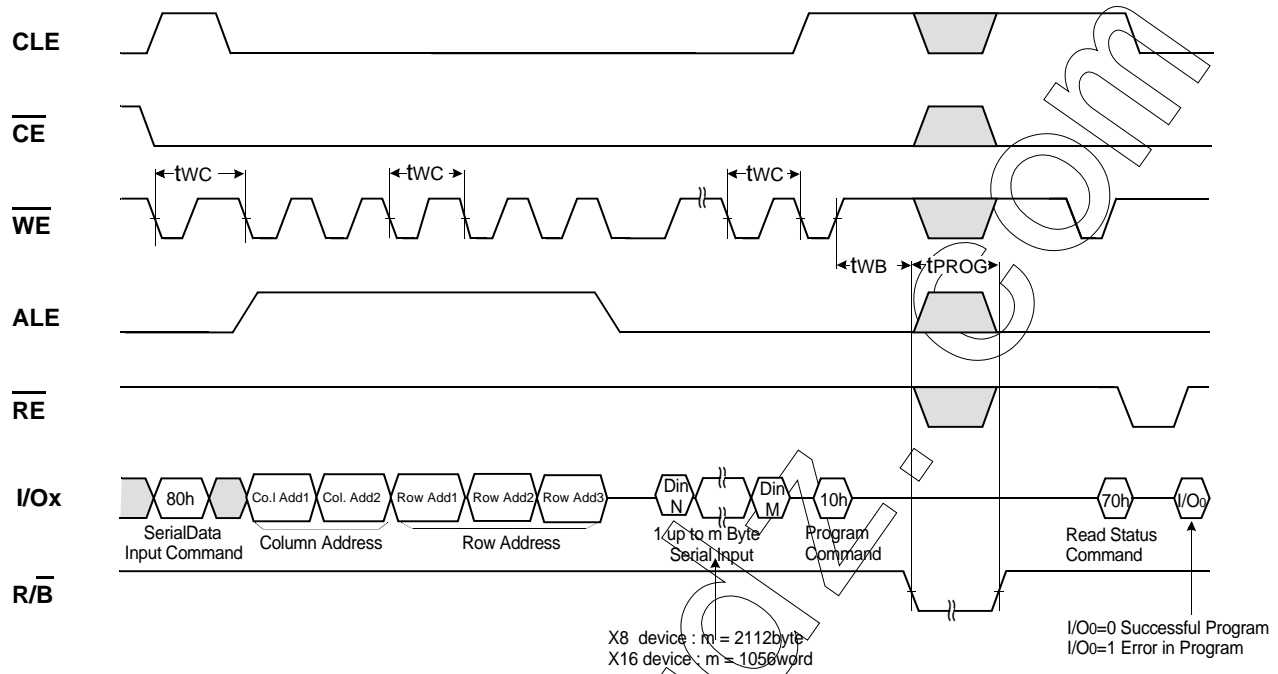 CLE
CE
tWC tWC tWC
WE
tWB tPROG
ALE
RE
I/Ox 80h Co.l Add1 Col. Add2 Row Add1 Row Add2 Row Add3 Din N Din M 10h 70h I/O0
SerialData Input Command
Column Address
Row Address
1 up to m Byte Serial Input
Program Command
Read Status Command
R/B
X8 device : m = 2112byte
X16 device : m = 1056word
I/O0=0 Successful Program
I/O0=1 Error in Program